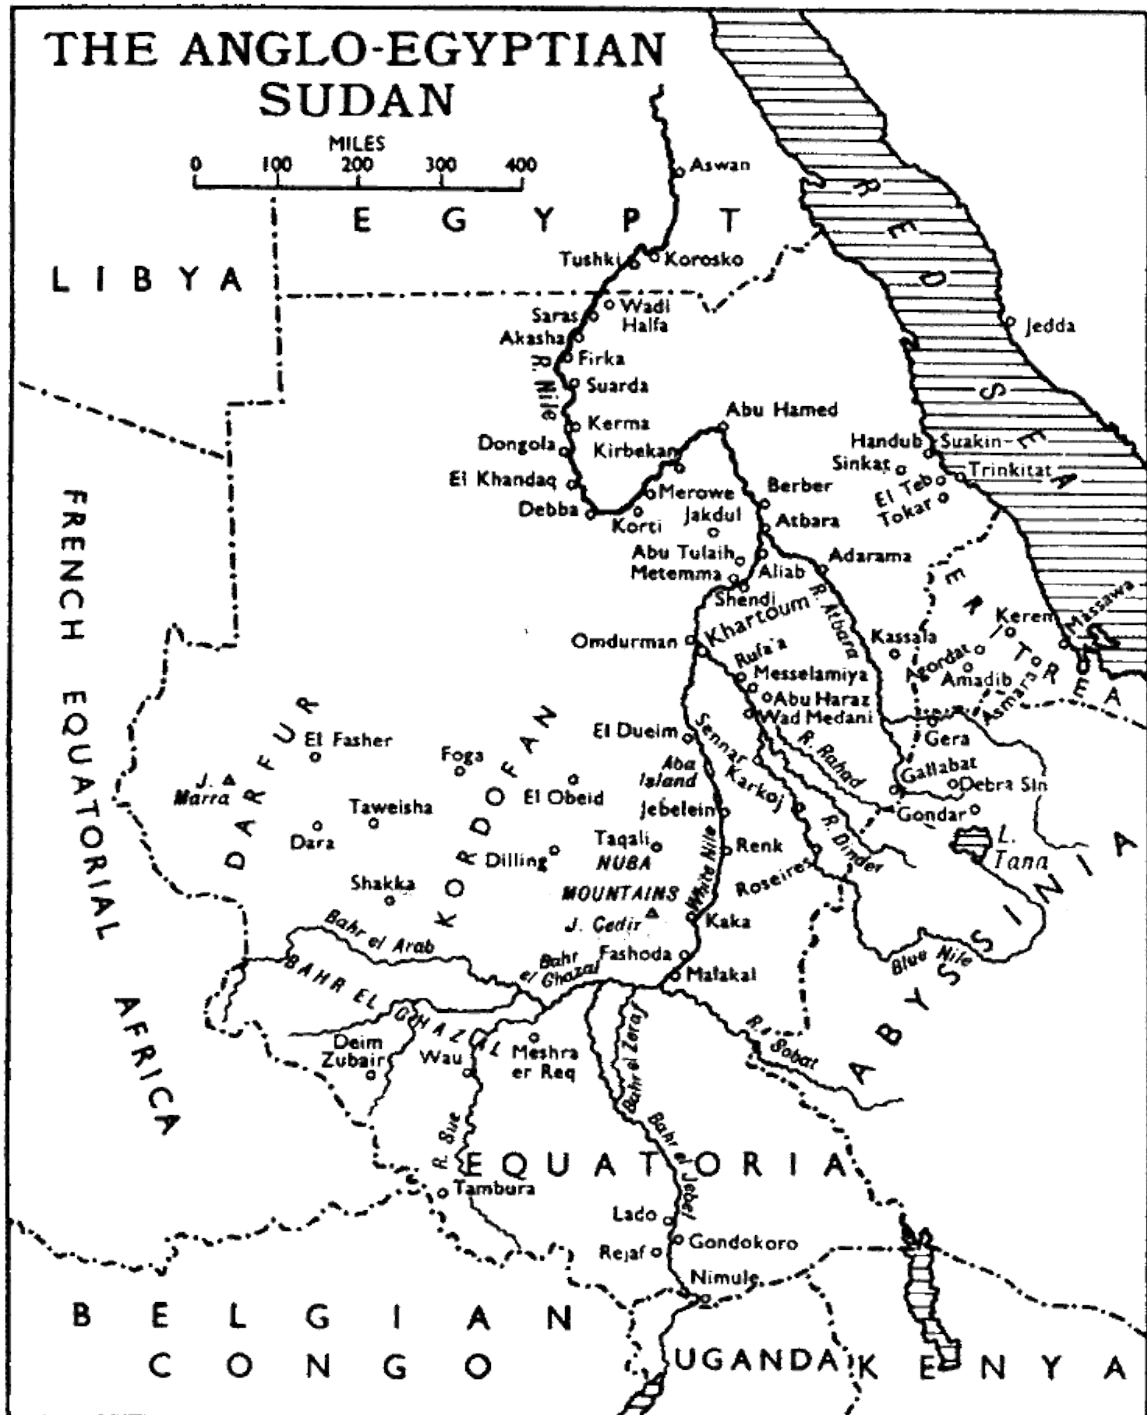 THE ANGLO-EGYPTIAN
SUDAN
MILES
0 100 200 300 400
Aswan
EGYPT
RED SEA
LIBYA
Tushki
Korosko
Wadi
Halfa
Saras
Jedda
Akasha
Firka
R. Nile
Suarda
Abu Hamed
Kerma
Dongola
Kirbekan
Handub
Suakin
Sinkat
Trinkitat
El Teb
Tokar
El Khandaq
Merowe
Berber
Debba
Korti
Jakdul
Atbara
Abu Tulaih
Metemma
Aliab
Adarama
Shendi
R. Atbara
ERITREA
Keren
Massawa
Omdurman
Khartoum
Kassala
Agordat
Rufa'a
Messelamiya
Amadib
Asmara
Abu Haraz
Wad Medani
FRENCH EQUATORIAL AFRICA
DARFUR
El Fasher
Foga
KORDOFAN
El Dueim
Sennar
Gera
R. Rahad
J.
Marra
El Obeid
Aba
Island
Karkoj
Gallabat
Debra Sin
Taweisha
Jebelein
Gondar
Dara
Taqali
Dilling
NUBA
MOUNTAINS
Renk
R. Dinder
L.
Tana
Roseires
White Nile
Shakka
J. Gedir
Kaka
ABYSSINIA
Bahr el Arab
Bahr
el Ghazal
Fashoda
Blue Nile
BAHR EL GHAZAL
Malakal
Bahr el Zeraf
R. Sobat
Deim
Zubair
Wau
Meshra
er Req
Bahr el Jebel
R. Sue
EQUATORIA
Tambura
Lado
Rejaf
Gondokoro
Nimule
BELGIAN
CONGO
UGANDA
KENYA